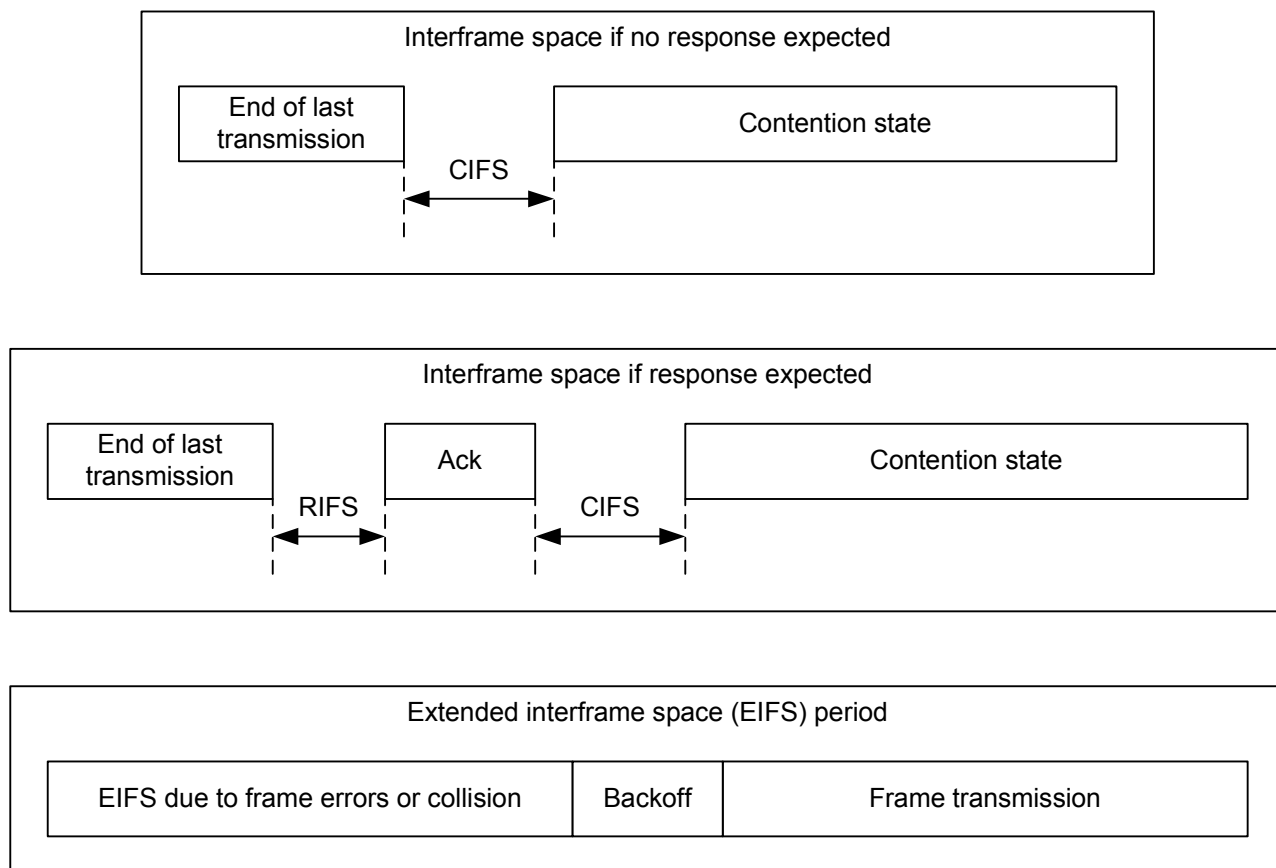 Interframe space if no response expected
End of last
transmission
Contention state
CIFS
Interframe space if response expected
End of last
transmission
Ack
Contention state
RIFS
CIFS
Extended interframe space (EIFS) period
EIFS due to frame errors or collision
Backoff
Frame transmission